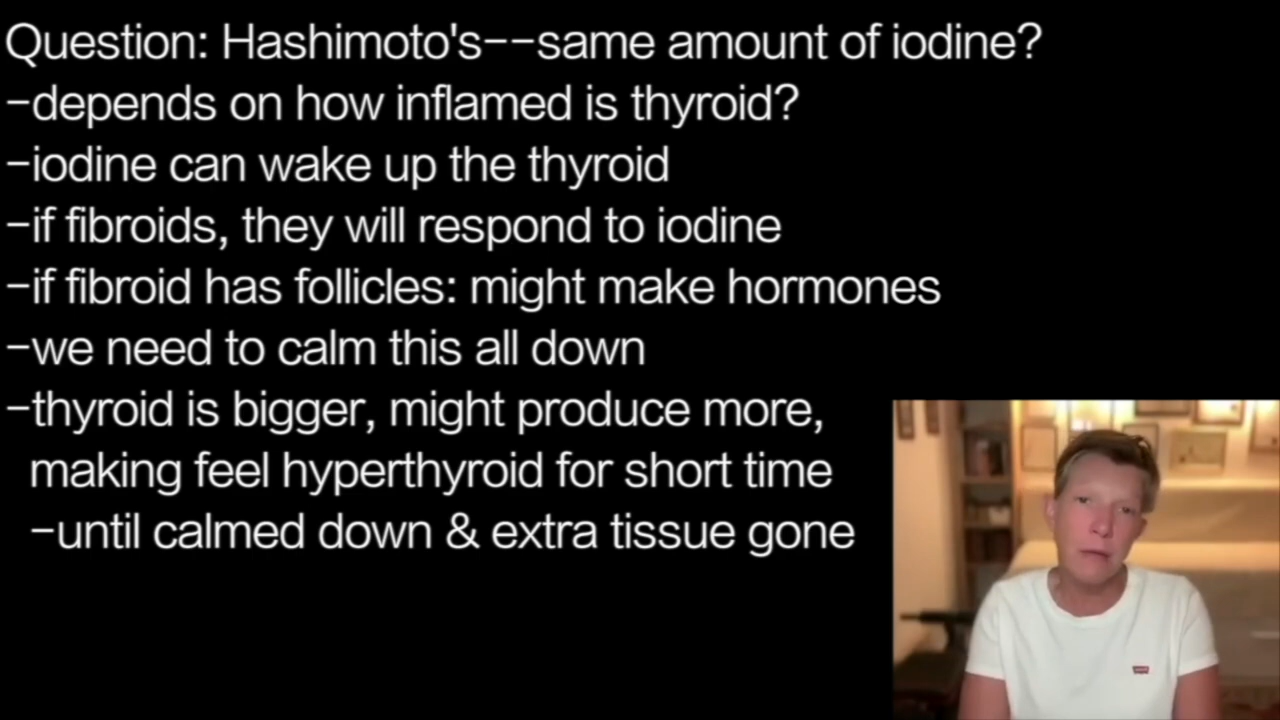 Question: Hashimoto's--same amount of iodine?
-depends on how inflamed is thyroid?
-iodine can wake up the thyroid
-if fibroids, they will respond to iodine
-if fibroid has follicles: might make hormones
-we need to calm this all down
-thyroid is bigger, might produce more,
making feel hyperthyroid for short time
-until calmed down & extra tissue gone